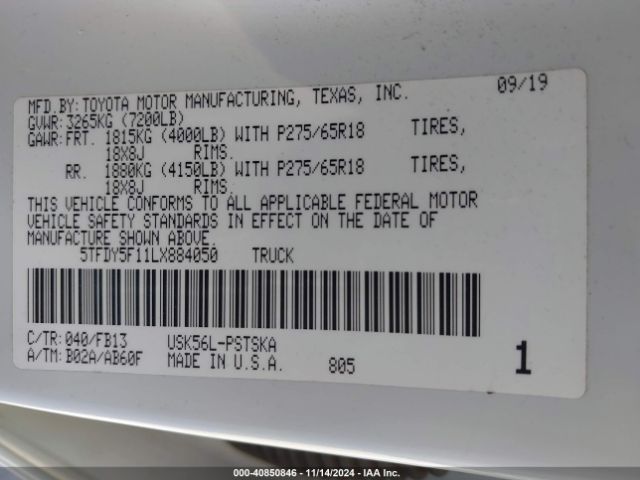 MFD.BY:TOYOTA MOTOR MANUFACTURING, TEXAS, INC. 09/19
GVWR:3265KG (7200LB)
GAWR:FRT. 1815KG (4000LB) WITH P275/65R18 TIRES,
18X8J RIMS.
RR. 1880KG (4150LB) WITH P275/65R18 TIRES,
18X8J RIMS.
THIS VEHICLE CONFORMS TO ALL APPLICABLE FEDERAL MOTOR
VEHICLE SAFETY STANDARDS IN EFFECT ON THE DATE OF
MANUFACTURE SHOWN ABOVE.
5TFDY5F11LX884050 TRUCK
C/TR:040/FB13 USK56L-PSTSKA
A/TM:B02A/AB60F MADE IN U.S.A. 805 1
000-40850846 - 11/14/2024 - IAAI.COM